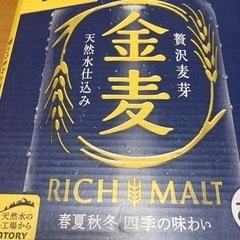 金麦
贅沢麦芽
天然水仕込み
RICH MALT
春夏秋冬 四季の味わい
天然水の
工場から